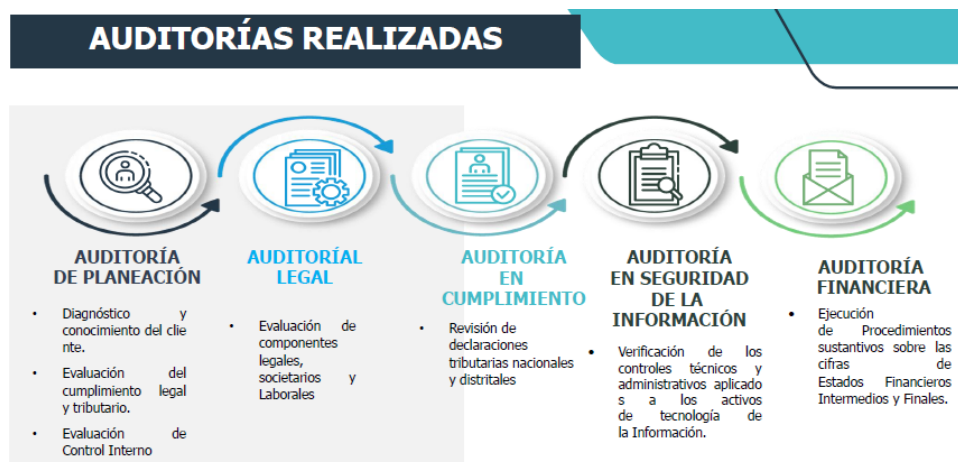 AUDITORÍAS REALIZADAS
AUDITORÍA
DE PLANEACIÓN
• Diagnóstico y
conocimiento del clie
nte.
• Evaluación del
cumplimiento legal
y tributario.
• Evaluación de
Control Interno
AUDITORÍAL
LEGAL
• Evaluación de
componentes
legales,
societarios y
Laborales
AUDITORÍA
EN
CUMPLIMIENTO
• Revisión de
declaraciones
tributarias nacionales
y distritales
AUDITORÍA
EN SEGURIDAD
DE LA
INFORMACIÓN
• Verificación de los
controles técnicos y
administrativos aplicado
s a los activos
de tecnología de
la Información.
AUDITORÍA
FINANCIERA
• Ejecución
de Procedimientos
sustantivos sobre las
cifras de
Estados Financieros
Intermedios y Finales.